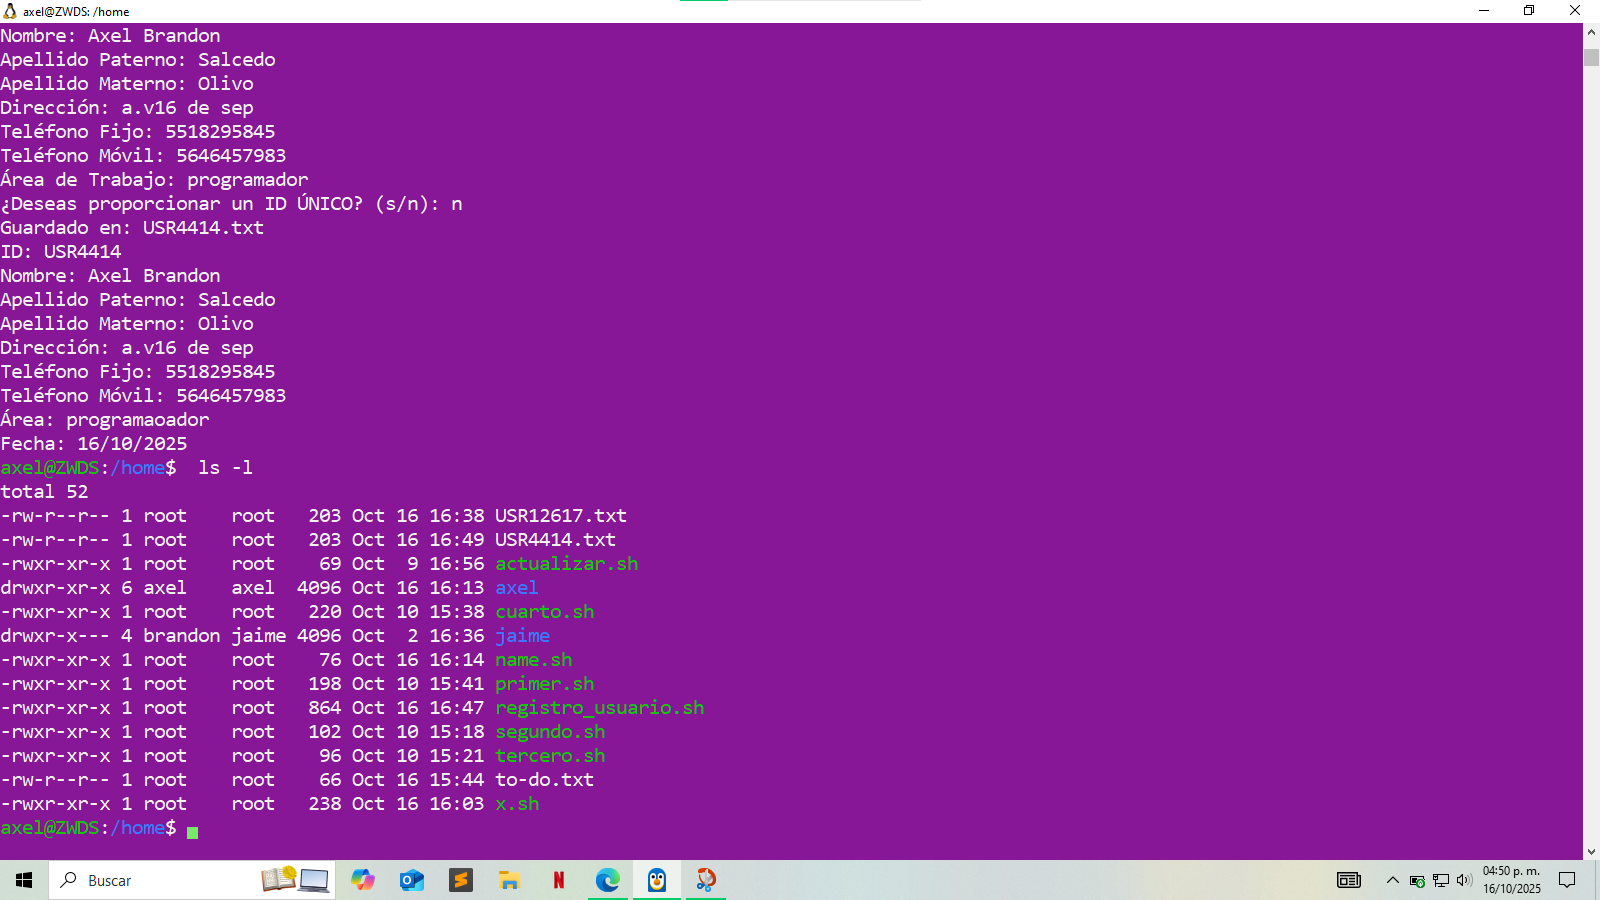 axel@ZWDS: /home
Nombre: Axel Brandon
Apellido Paterno: Salcedo
Apellido Materno: Olivo
Dirección: a.v16 de sep
Teléfono Fijo: 5518295845
Teléfono Móvil: 5646457983
Área de Trabajo: programador
¿Deseas proporcionar un ID ÚNICO? (s/n): n
Guardado en: USR4414.txt
ID: USR4414
Nombre: Axel Brandon
Apellido Paterno: Salcedo
Apellido Materno: Olivo
Dirección: a.v16 de sep
Teléfono Fijo: 5518295845
Teléfono Móvil: 5646457983
Área: programaoador
Fecha: 16/10/2025
axel@ZWDS:/home$  ls -l
total 52
-rw-r--r-- 1 root    root   203 Oct 16 16:38 USR12617.txt
-rw-r--r-- 1 root    root   203 Oct 16 16:49 USR4414.txt
-rwxr-xr-x 1 root    root    69 Oct  9 16:56 actualizar.sh
drwxr-xr-x 6 axel    axel  4096 Oct 16 16:13 axel
-rwxr-xr-x 1 root    root   220 Oct 10 15:38 cuarto.sh
drwxr-x--- 4 brandon jaime 4096 Oct  2 16:36 jaime
-rwxr-xr-x 1 root    root    76 Oct 16 16:14 name.sh
-rwxr-xr-x 1 root    root   198 Oct 10 15:41 primer.sh
-rwxr-xr-x 1 root    root   864 Oct 16 16:47 registro_usuario.sh
-rwxr-xr-x 1 root    root   102 Oct 10 15:18 segundo.sh
-rwxr-xr-x 1 root    root    96 Oct 10 15:21 tercero.sh
-rw-r--r-- 1 root    root    66 Oct 16 15:44 to-do.txt
-rwxr-xr-x 1 root    root   238 Oct 16 16:03 x.sh
axel@ZWDS:/home$
Buscar
04:50 p. m.
16/10/2025